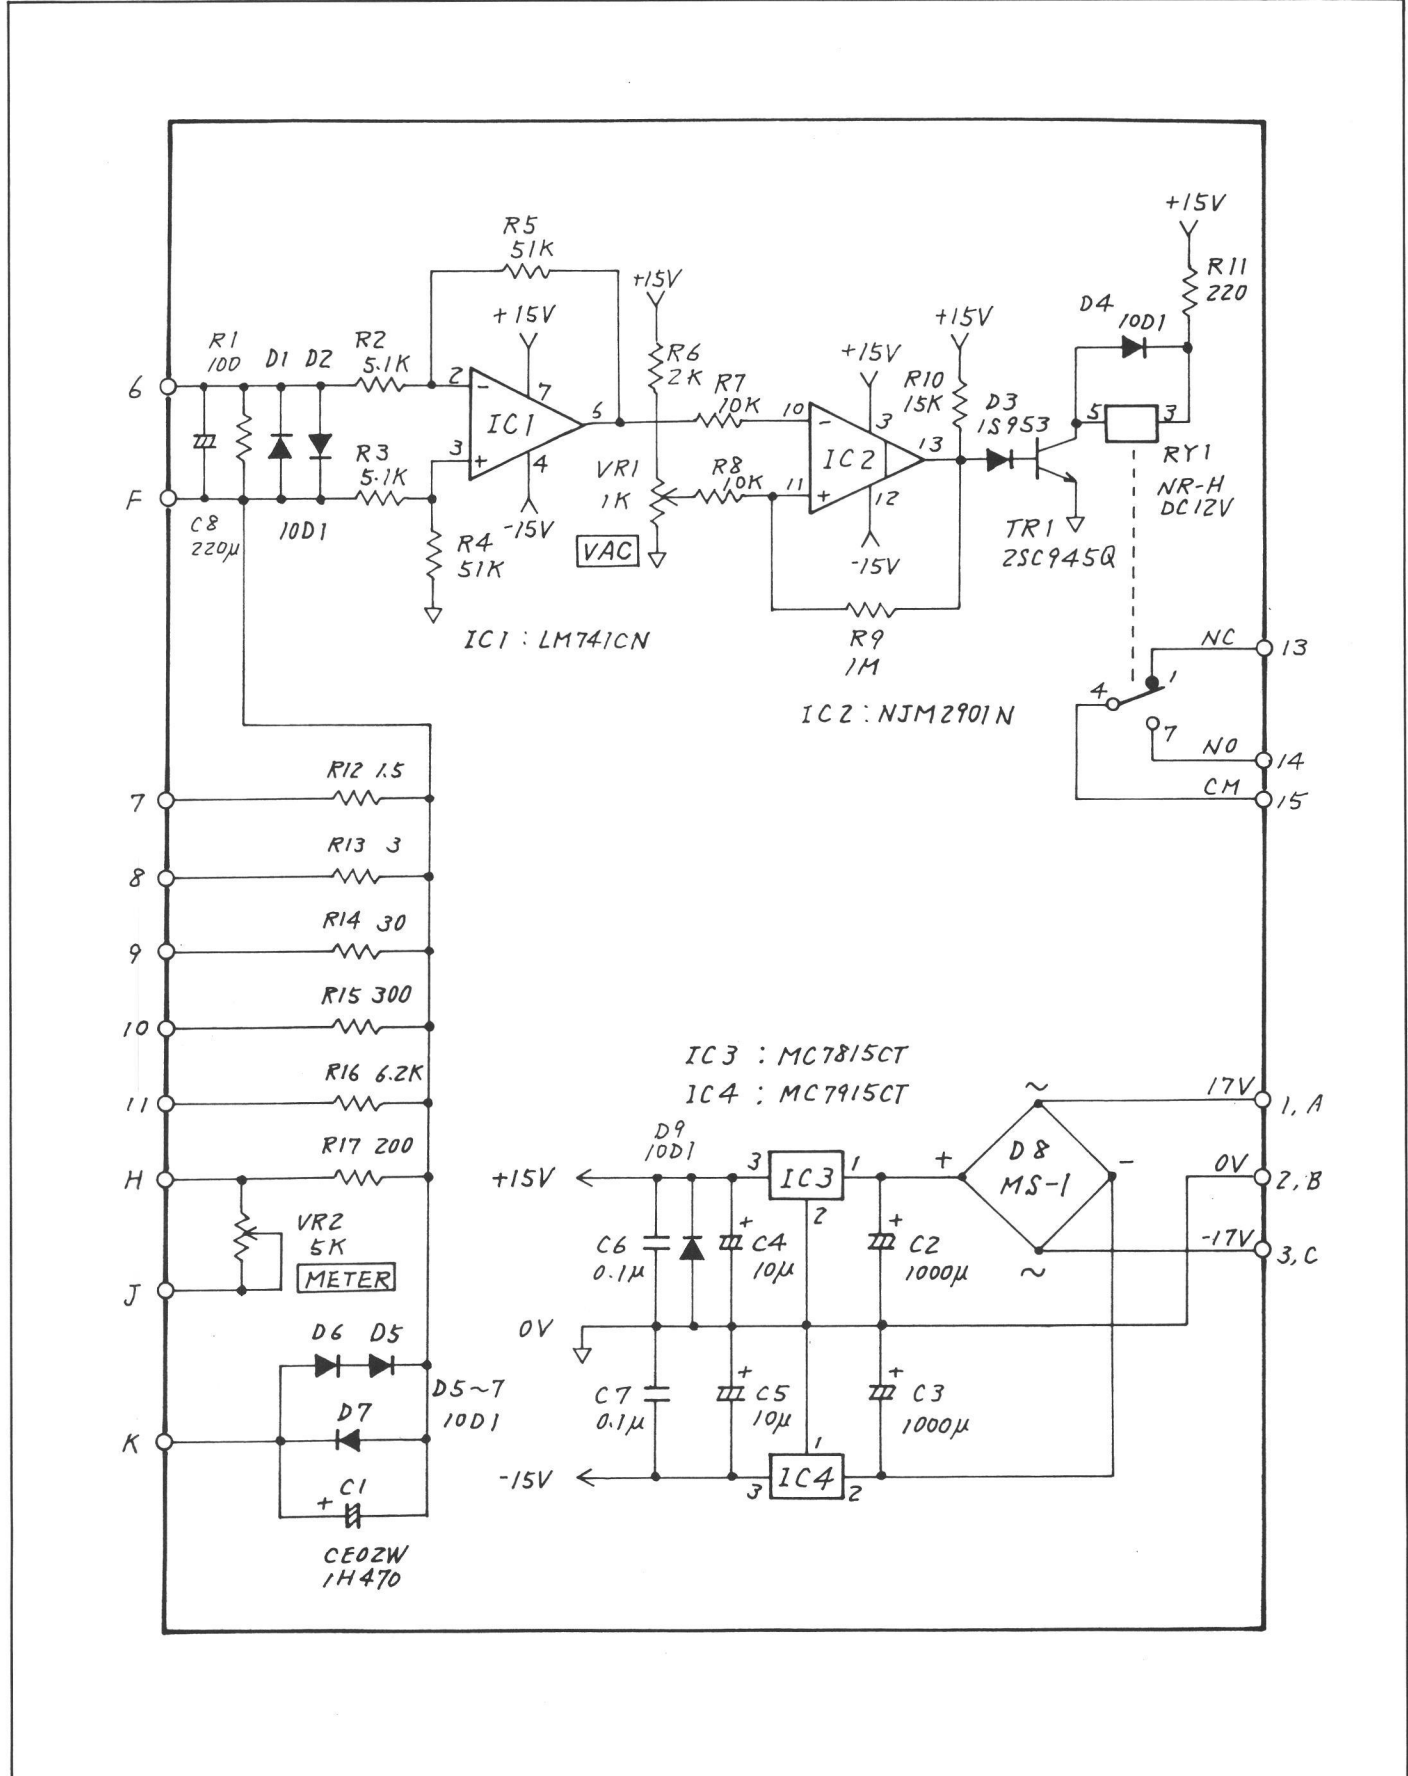 +15V
R5
51K
R11
220
+15V
D4
10D1
+15V
+15V
R1
100
D1
D2
R2
5.1K
R6
2K
+15V
R10
15K
R7
10K
D3
1S953
6
2
-
7
IC1
6
10
-
3
IC2
13
5
3
RY1
NR-H
DC12V
3
+
4
R3
5.1K
VR1
1K
R8
10K
11
+
12
F
C8
220µ
10D1
R4
51K
-15V
VAC
-15V
TR1
2SC945Q
R9
1M
IC1 : LM741CN
IC2 : NJM2901N
NC
13
4
1
7
NO
14
CM
15
R12 1.5
7
R13 3
8
R14 30
9
R15 300
10
R16 6.2K
11
R17 200
H
VR2
5K
METER
J
D6
D5
D5~7
10D1
D7
K
C1
+
CE02W
1H470
IC3 : MC7815CT
IC4 : MC7915CT
~
17V
1, A
D9
10D1
D8
MS-1
+
-
0V
2, B
+15V
3
IC3
1
2
-17V
3, C
~
C6
0.1µ
+
C4
10µ
+
C2
1000µ
0V
C7
0.1µ
+
C5
10µ
+
C3
1000µ
1
-15V
3
IC4
2